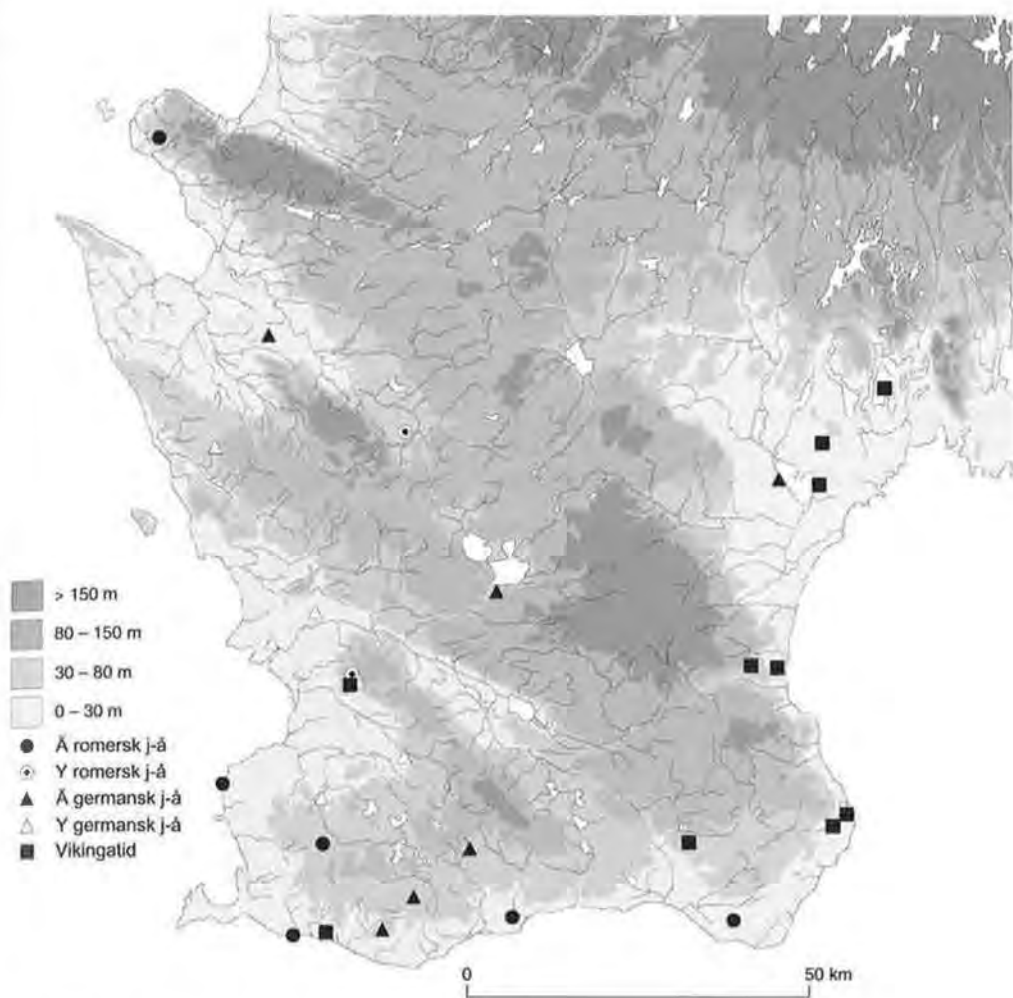 > 150 m
80 – 150 m
30 – 80 m
0 – 30 m
Ä romersk j-å
Y romersk j-å
Ä germansk j-å
Y germansk j-å
Vikingatid
0 50 km